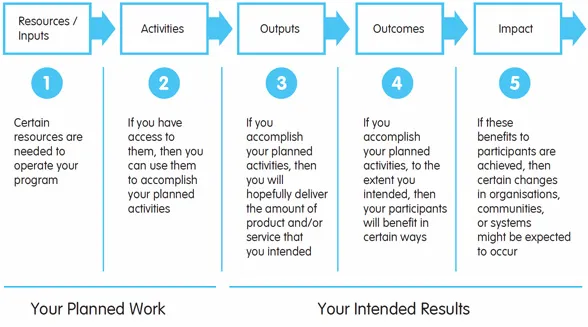 Resources /
Inputs
Activities
Outputs
Outcomes
Impact
1
2
3
4
5
Certain
resources are
needed to
operate your
program
If you have
access to
them, then you
can use them
to accomplish
your planned
activities
If you
accomplish
your planned
activities, then
you will
hopefully deliver
the amount of
product and/or
service that
you intended
If you
accomplish
your planned
activities, to the
extent you
intended, then
your participants
will benefit in
certain ways
If these
benefits to
participants are
achieved, then
certain changes
in organisations,
communities,
or systems
might be expected
to occur
Your Planned Work
Your Intended Results